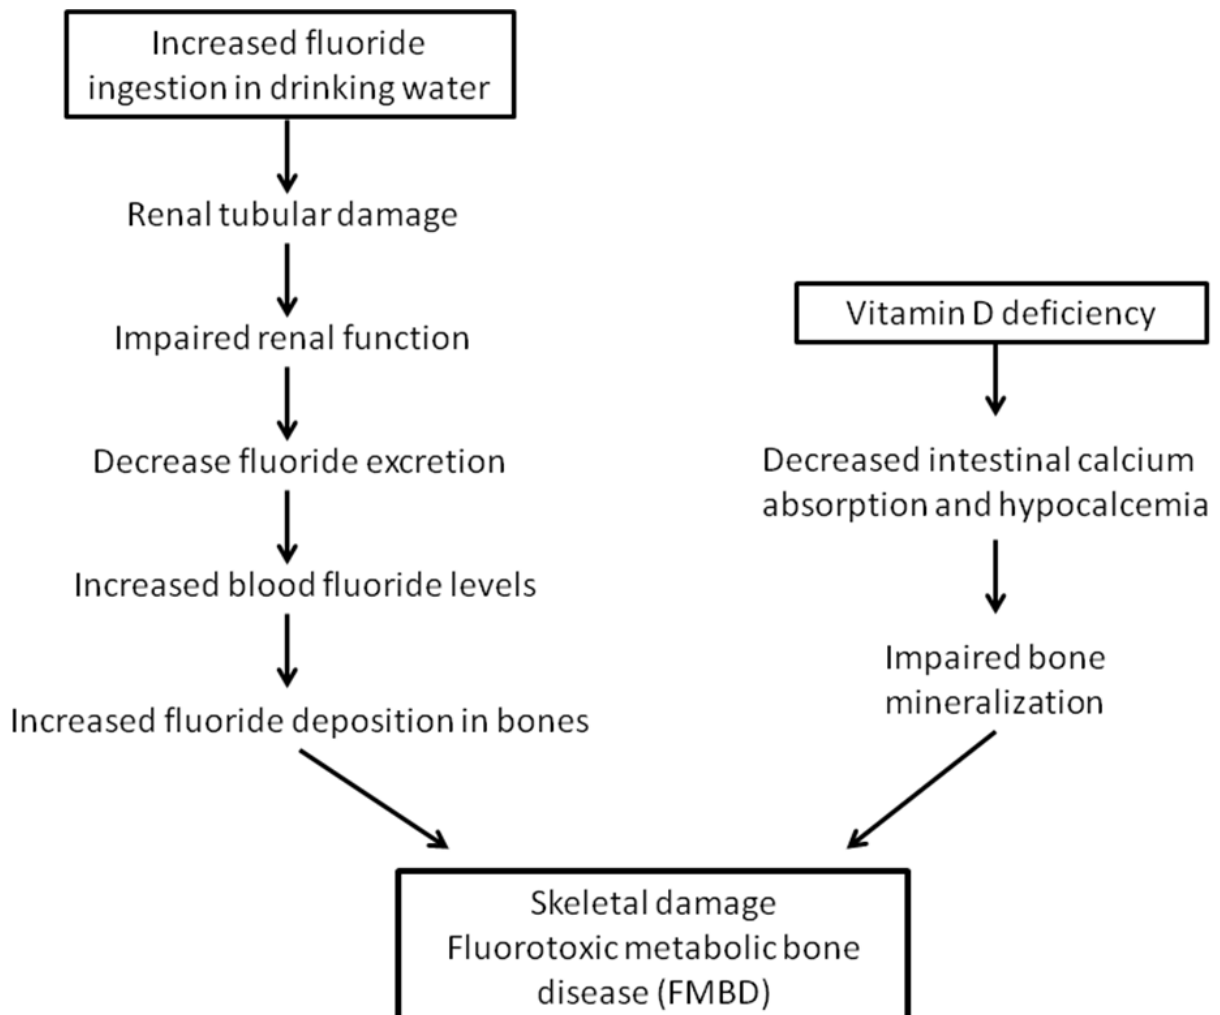 Increased fluoride
ingestion in drinking water
Renal tubular damage
Impaired renal function
Decrease fluoride excretion
Increased blood fluoride levels
Increased fluoride deposition in bones
Vitamin D deficiency
Decreased intestinal calcium
absorption and hypocalcemia
Impaired bone
mineralization
Skeletal damage
Fluorotoxic metabolic bone
disease (FMBD)